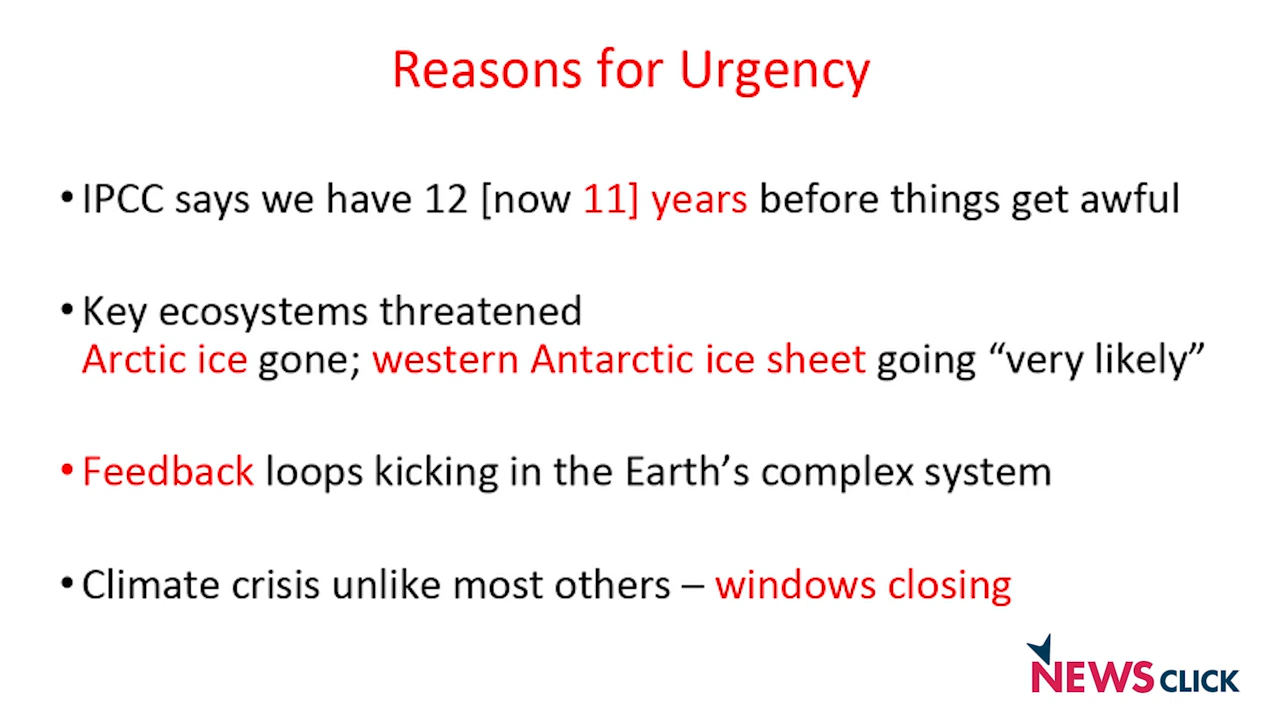 Reasons for Urgency
• IPCC says we have 12 [now 11] years before things get awful
• Key ecosystems threatened
Arctic ice gone; western Antarctic ice sheet going “very likely”
• Feedback loops kicking in the Earth’s complex system
• Climate crisis unlike most others – windows closing
NEWS CLICK